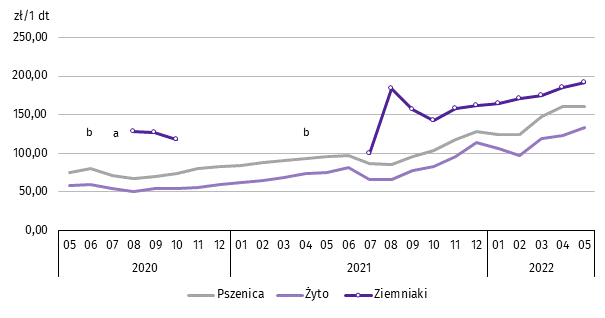 zł/1 dt
250,00
200,00
150,00
b a b
100,00
50,00
0,00
05 06 07 08 09 10 11 12 01 02 03 04 05 06 07 08 09 10 11 12 01 02 03 04 05
2020 2021 2022
Pszenica Żyto Ziemniaki